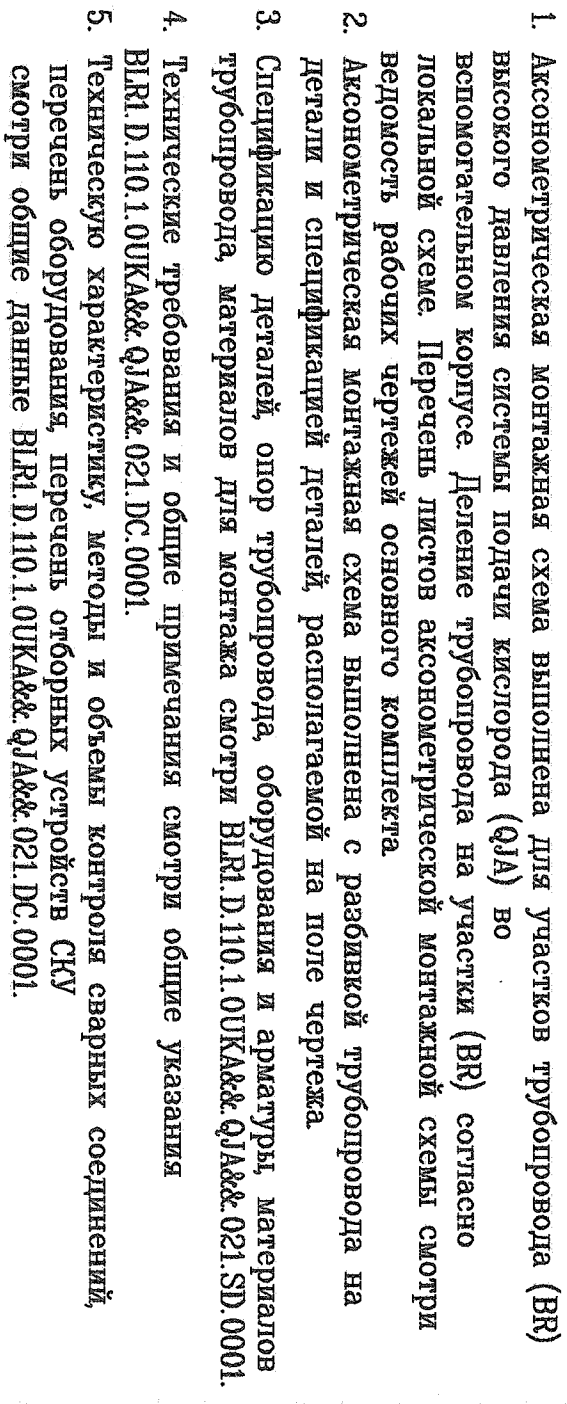 1. Аксонометрическая монтажная схема выполнена для участков трубопровода (BR)
высокого давления системы подачи кислорода (QJA) во
вспомогательном корпусе. Деление трубопровода на участки (BR) согласно
локальной схеме. Перечень листов аксонометрической монтажной схемы смотри
ведомость рабочих чертежей основного комплекта
2. Аксонометрическая монтажная схема выполнена с разбивкой трубопровода на
детали и спецификацией деталей, располагаемой на поле чертежа
3. Спецификацию деталей, опор трубопровода, оборудования и арматуры, материалов
трубопровода, материалов для монтажа смотри BLR1.D.110.1.0UKA&&.QJA&&.021.SD.0001.
4. Технические требования и общие примечания смотри общие указания
BLR1.D.110.1.0UKA&&.QJA&&.021.DC.0001.
5. Техническую характеристику, методы и объемы контроля сварных соединений,
перечень оборудования, перечень отборных устройств СКУ
смотри общие данные BLR1.D.110.1.0UKA&&.QJA&&.021.DC.0001.